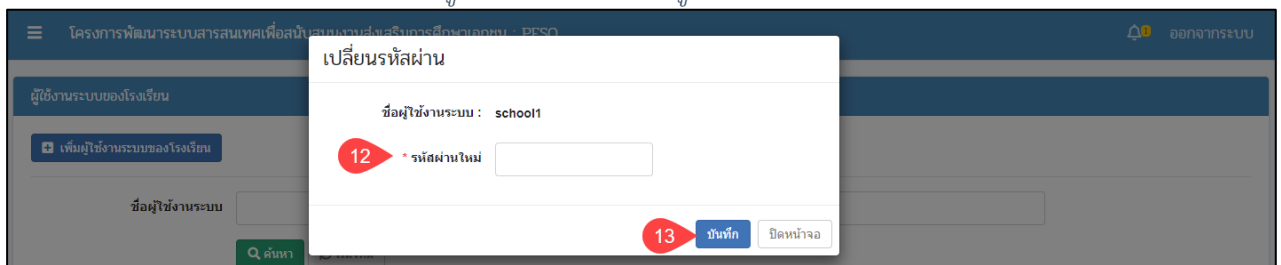 โครงการพัฒนาระบบสารสนเทศเพื่อสนับสนุนงานส่งเสริมการศึกษาเอกชน : PESO
ออกจากระบบ
เปลี่ยนรหัสผ่าน
ผู้ใช้งานระบบของโรงเรียน
ชื่อผู้ใช้งานระบบ : school1
เพิ่มผู้ใช้งานระบบของโรงเรียน
12 * รหัสผ่านใหม่
ชื่อผู้ใช้งานระบบ
13 บันทึก ปิดหน้าจอ
ค้นหา